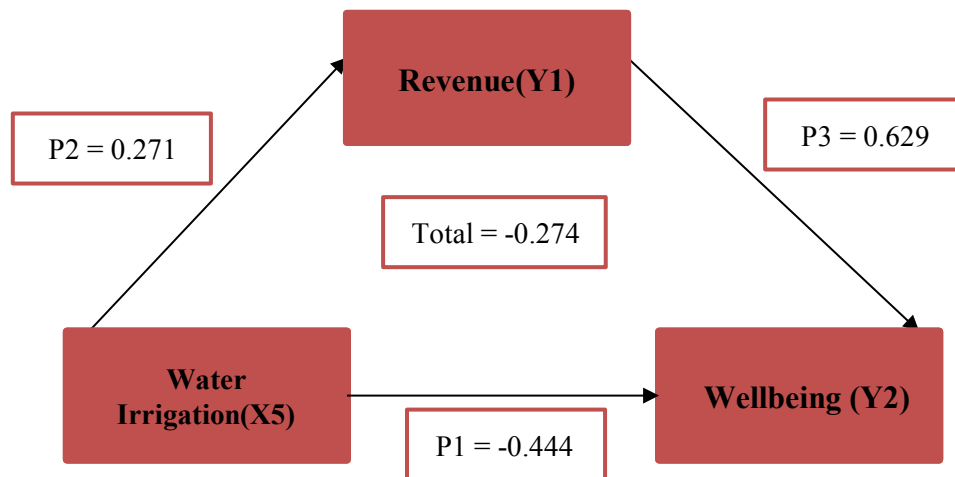 Revenue(Y1)
P2 = 0.271
P3 = 0.629
Total = -0.274
Water
Irrigation(X5)
Wellbeing (Y2)
P1 = -0.444